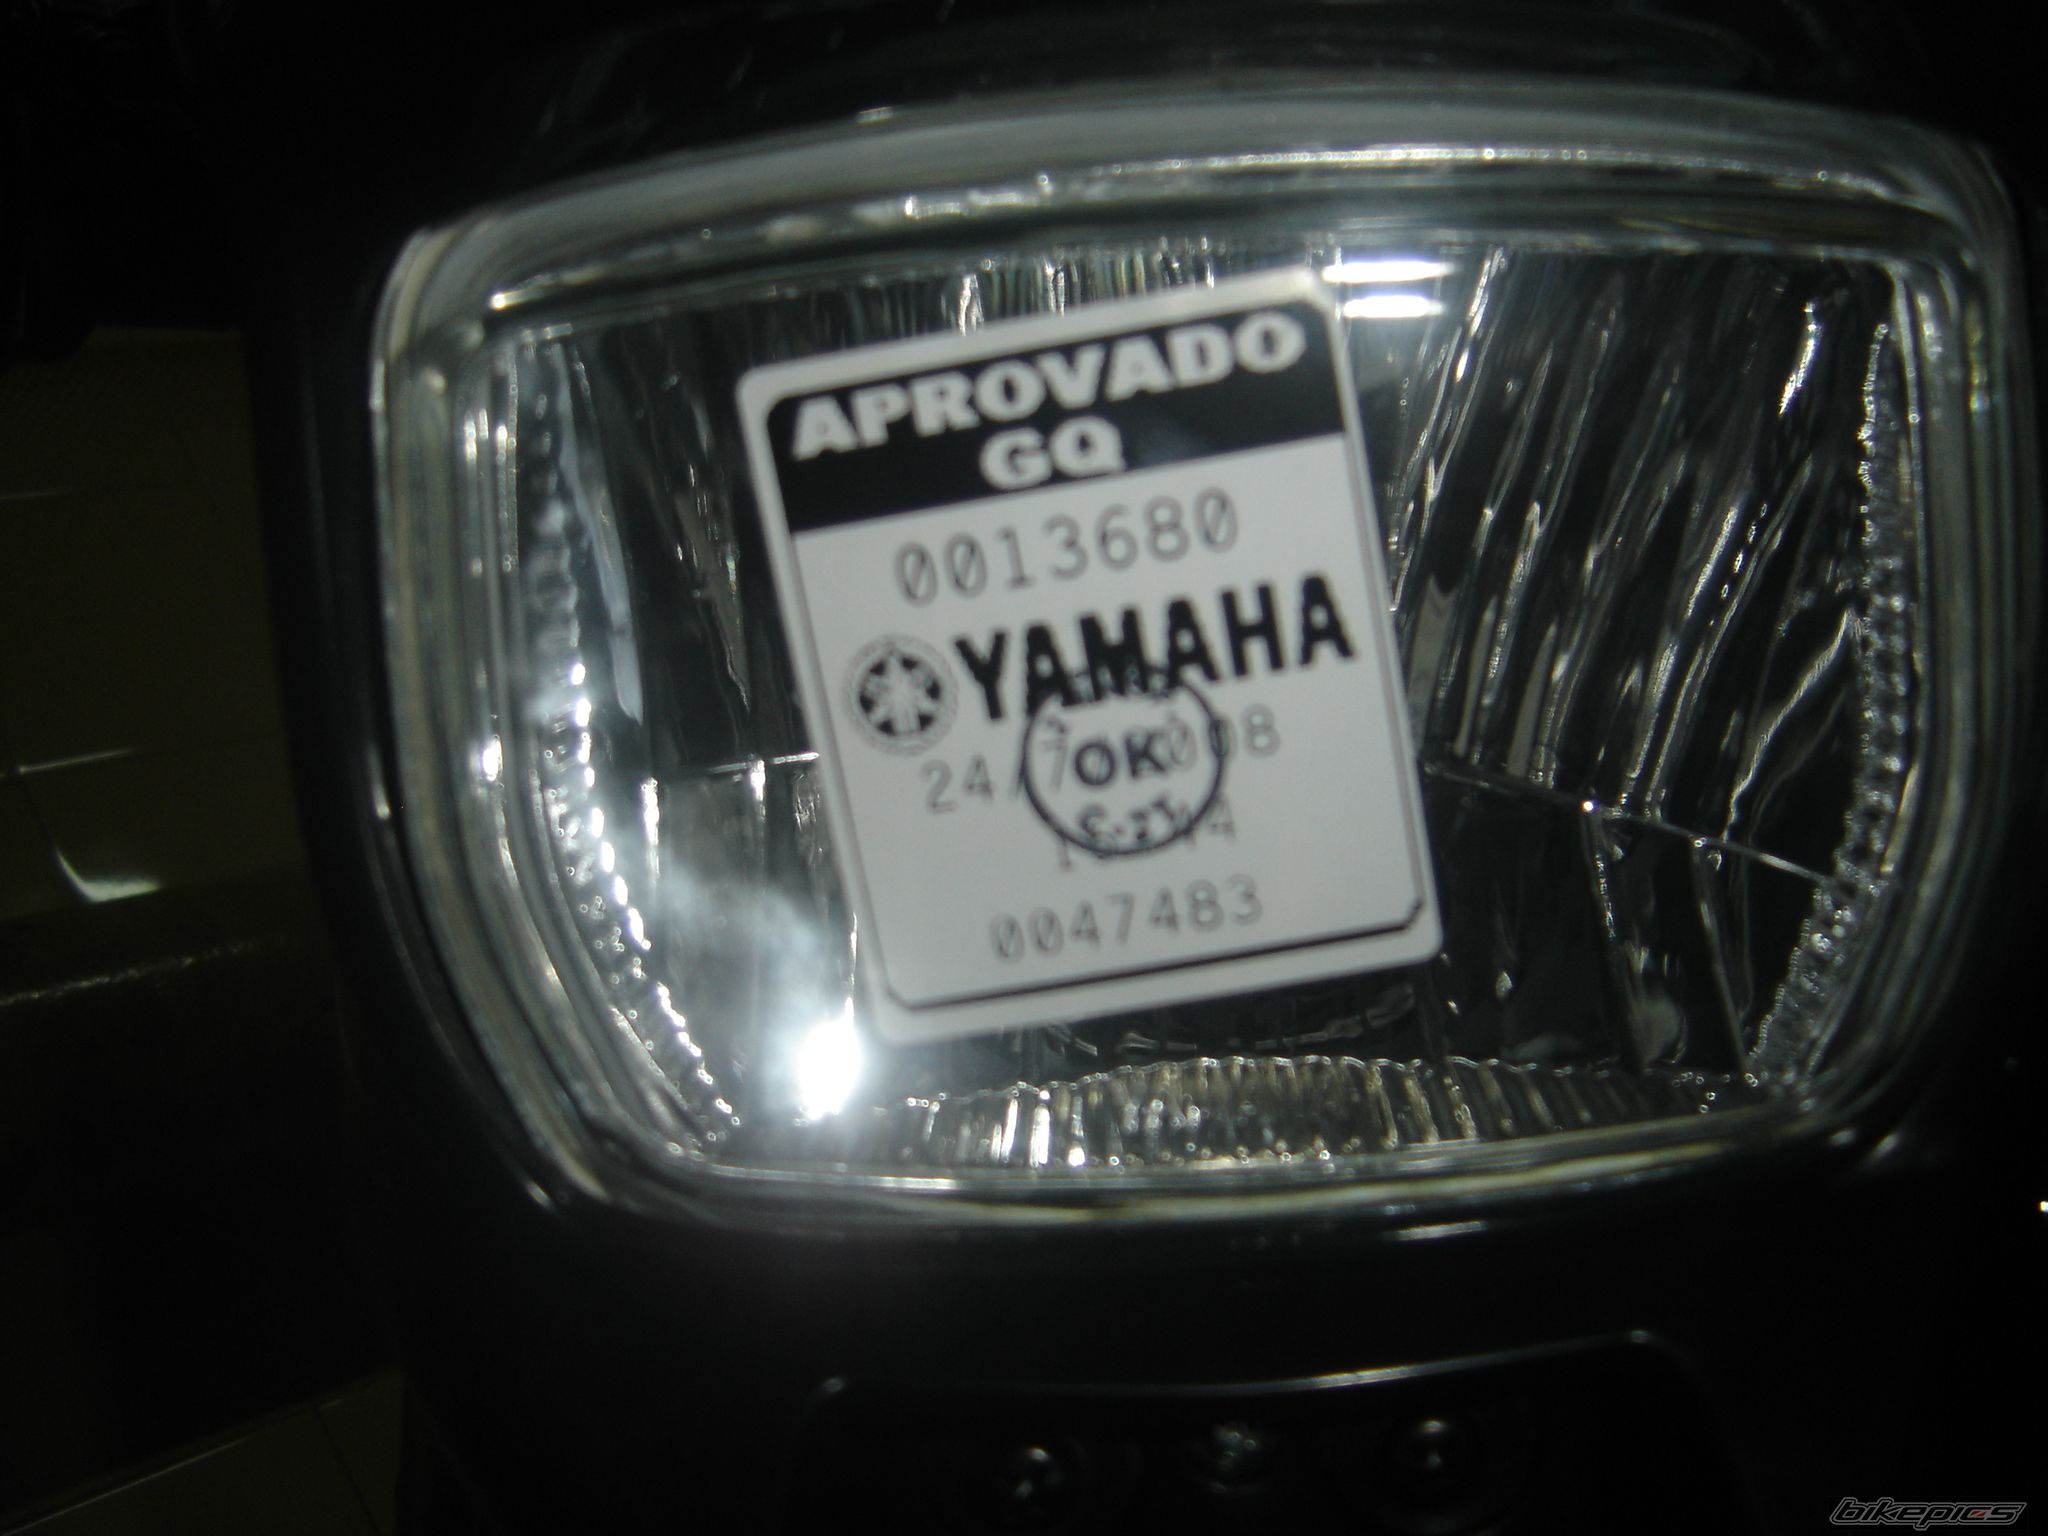 APROVADO
GQ
0013680
YAMAHA
OK
0047483
bikepics